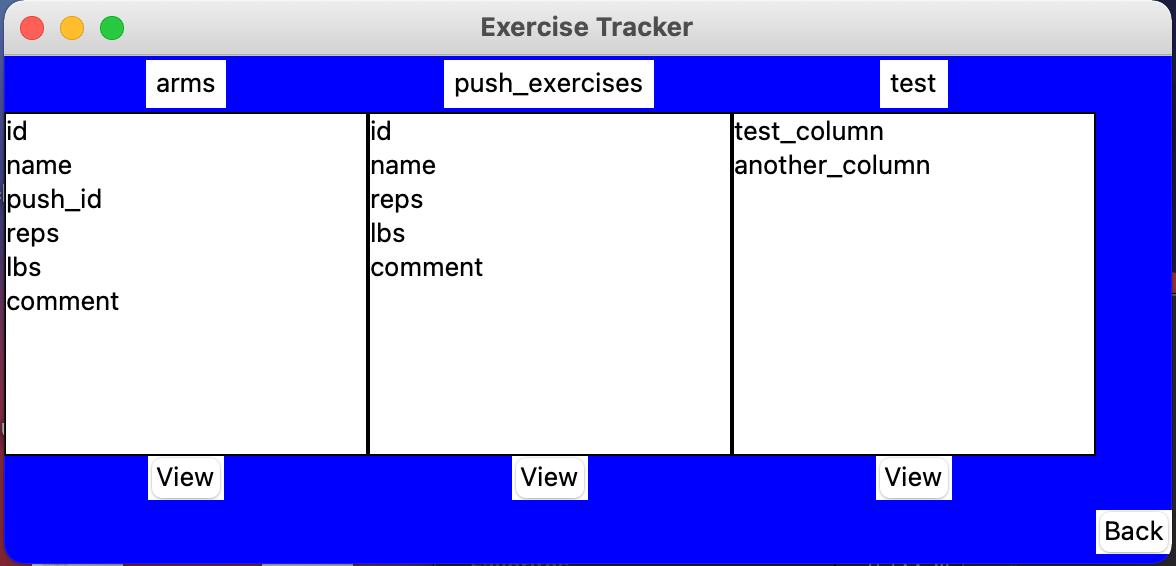 Exercise Tracker
arms
push_exercises
test
id
name
push_id
reps
lbs
comment
id
name
reps
lbs
comment
test_column
another_column
View
View
View
Back